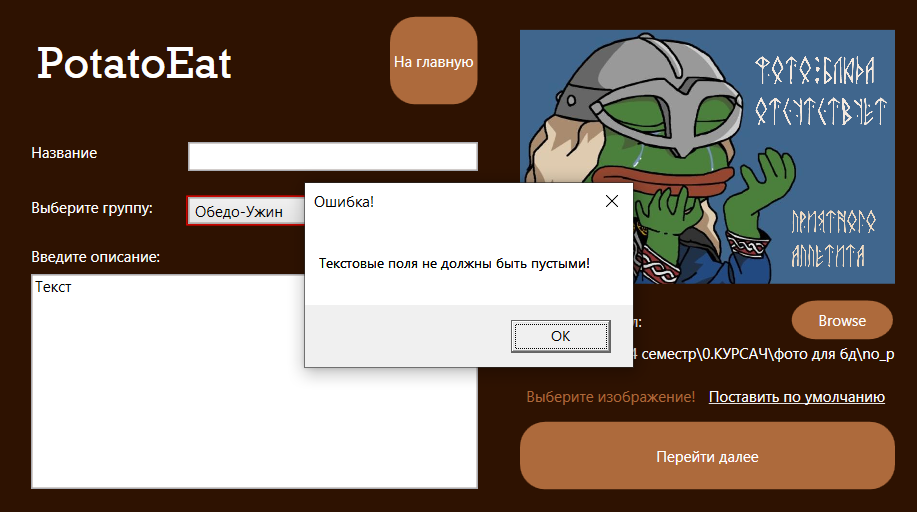 PotatoEat
На главную
ФОТО:БЛЮДА
ОТСУТСТВУЕТ
Название
Выберите группу:
Обедо-Ужин
Ошибка!
Текстовые поля не должны быть пустыми!
OK
ПРИЯТНОГО
АППЕТИТА
Введите описание:
Текст
л:
Browse
4 семестр\0.КУРСАЧ\фото для бд\no_p
Выберите изображение!
Поставить по умолчанию
Перейти далее